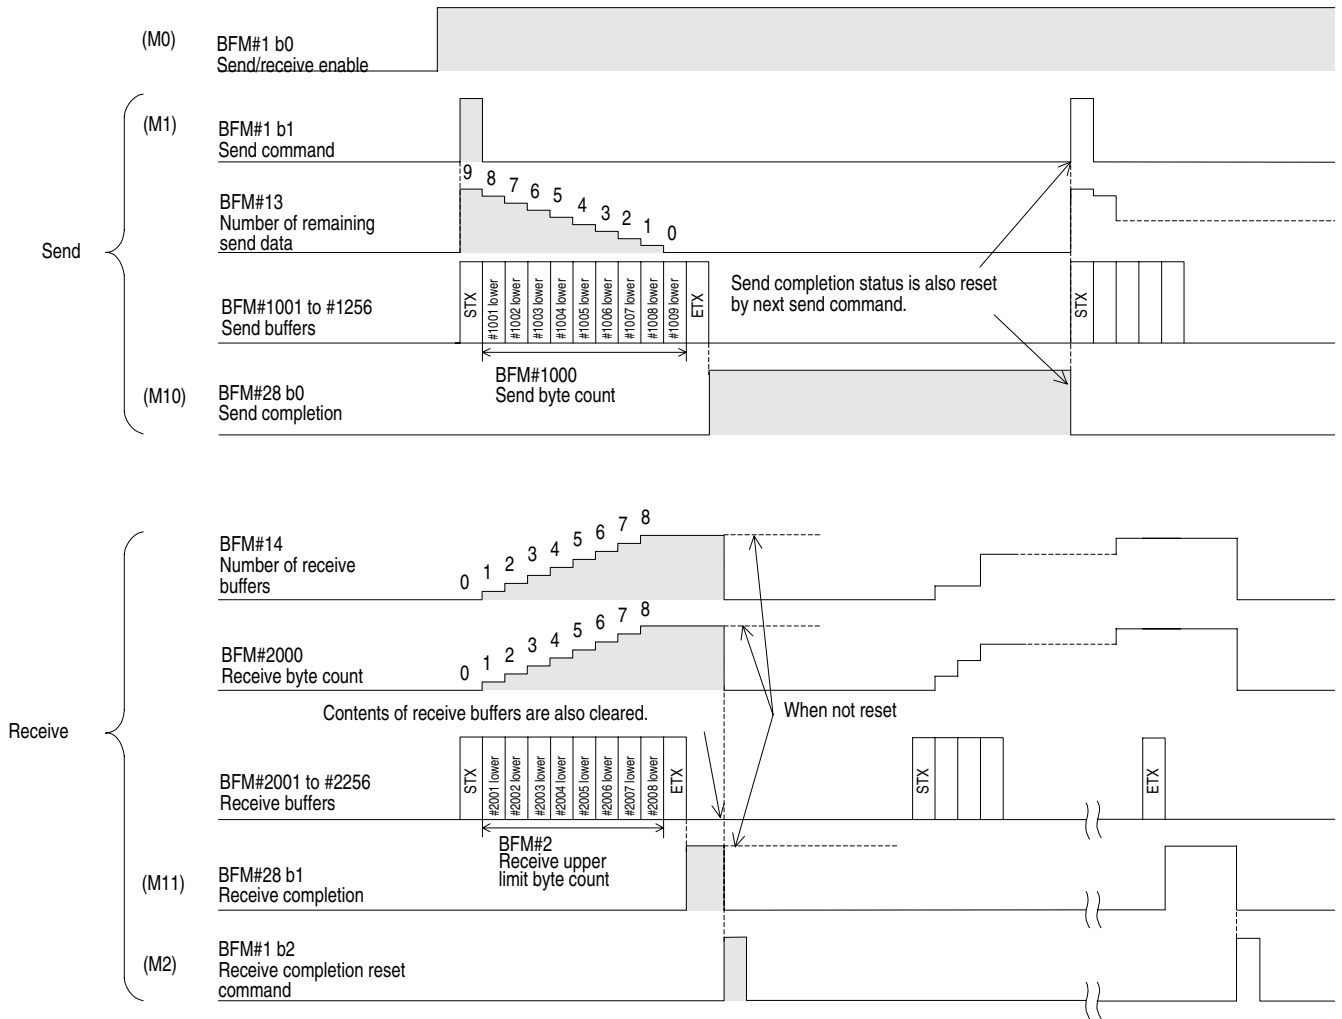 (M0)
BFM#1 b0
Send/receive enable
Send
(M1)
BFM#1 b1
Send command
9 8 7 6 5 4 3 2 1 0
BFM#13
Number of remaining
send data
BFM#1001 to #1256
Send buffers
STX
#1001 lower
#1002 lower
#1003 lower
#1004 lower
#1005 lower
#1006 lower
#1007 lower
#1008 lower
#1009 lower
ETX
Send completion status is also reset
by next send command.
STX
BFM#1000
Send byte count
(M10)
BFM#28 b0
Send completion
Receive
BFM#14
Number of receive
buffers
0 1 2 3 4 5 6 7 8
BFM#2000
Receive byte count
0 1 2 3 4 5 6 7 8
Contents of receive buffers are also cleared.
When not reset
BFM#2001 to #2256
Receive buffers
STX
#2001 lower
#2002 lower
#2003 lower
#2004 lower
#2005 lower
#2006 lower
#2007 lower
#2008 lower
ETX
STX
ETX
BFM#2
Receive upper
limit byte count
(M11)
BFM#28 b1
Receive completion
(M2)
BFM#1 b2
Receive completion reset
command